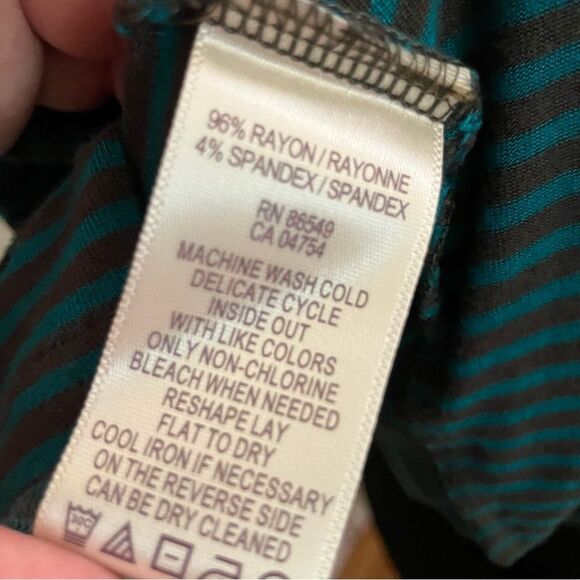 96% RAYON / RAYONNE
4% SPANDEX / SPANDEX
RN 86549
CA 04754
MACHINE WASH COLD
DELICATE CYCLE
INSIDE OUT
WITH LIKE COLORS
ONLY NON-CHLORINE
BLEACH WHEN NEEDED
RESHAPE LAY
FLAT TO DRY
COOL IRON IF NECESSARY
ON THE REVERSE SIDE
CAN BE DRY CLEANED
30C